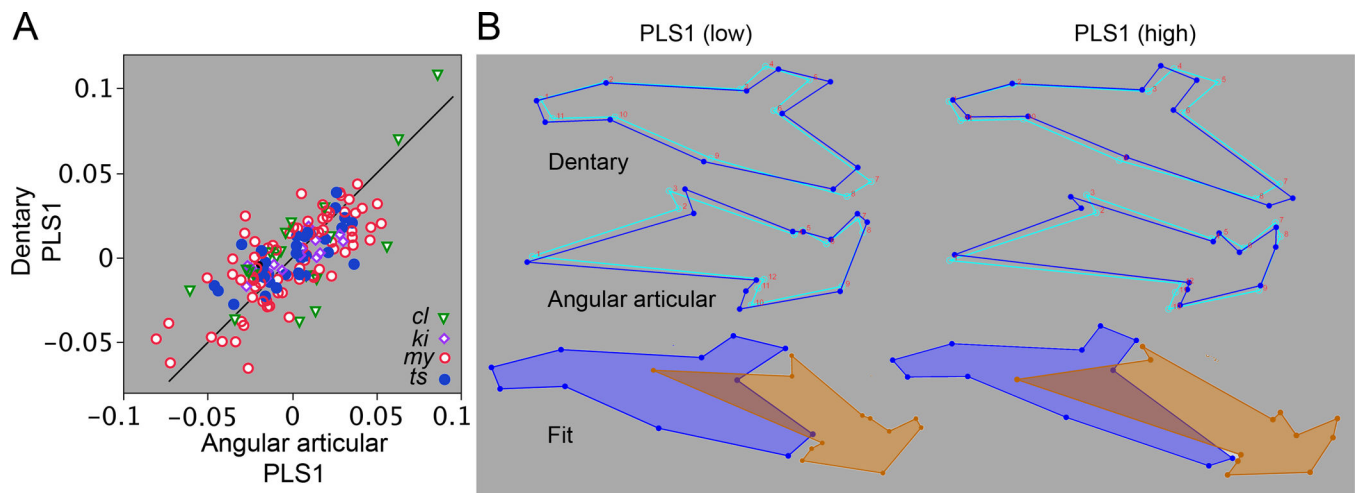 A
Dentary
PLS1
0.1
0.05
0
−0.05
−0.1
−0.05
0
0.05
0.1
cl
ki
my
ts
Angular articular
PLS1
B
PLS1 (low)
PLS1 (high)
Dentary
Angular articular
Fit